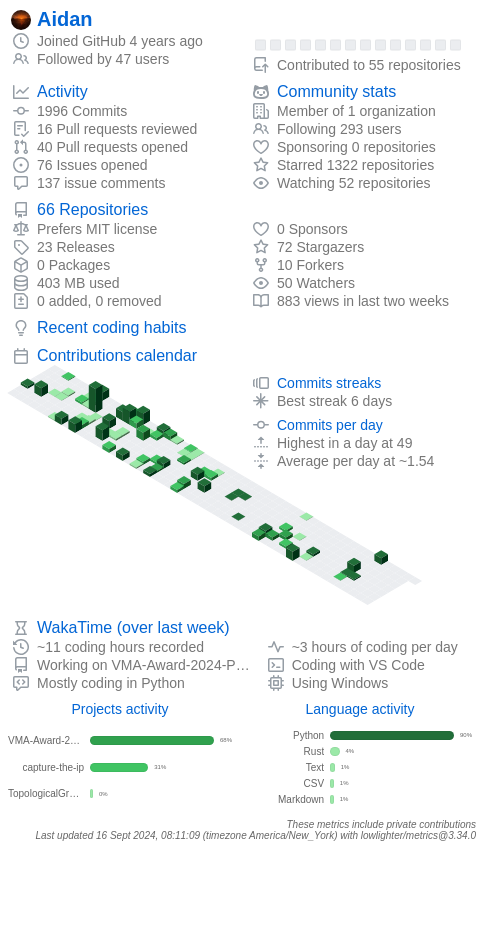 Aidan
Joined GitHub 4 years ago
Followed by 47 users
Contributed to 55 repositories
Activity
1996 Commits
16 Pull requests reviewed
40 Pull requests opened
76 Issues opened
137 issue comments
Community stats
Member of 1 organization
Following 293 users
Sponsoring 0 repositories
Starred 1322 repositories
Watching 52 repositories
66 Repositories
Prefers MIT license
23 Releases
0 Packages
403 MB used
0 added, 0 removed
0 Sponsors
72 Stargazers
10 Forkers
50 Watchers
883 views in last two weeks
Recent coding habits
Contributions calendar
Commits streaks
Best streak 6 days
Commits per day
Highest in a day at 49
Average per day at ~1.54
WakaTime (over last week)
~11 coding hours recorded
Working on VMA-Award-2024-P…
Mostly coding in Python
~3 hours of coding per day
Coding with VS Code
Using Windows
Projects activity
VMA-Award-2… 68%
capture-the-ip 31%
TopologicalGr… 0%
Language activity
Python 90%
Rust 4%
Text 1%
CSV 1%
Markdown 1%
These metrics include private contributions
Last updated 16 Sept 2024, 08:11:09 (timezone America/New_York) with lowlighter/metrics@3.34.0